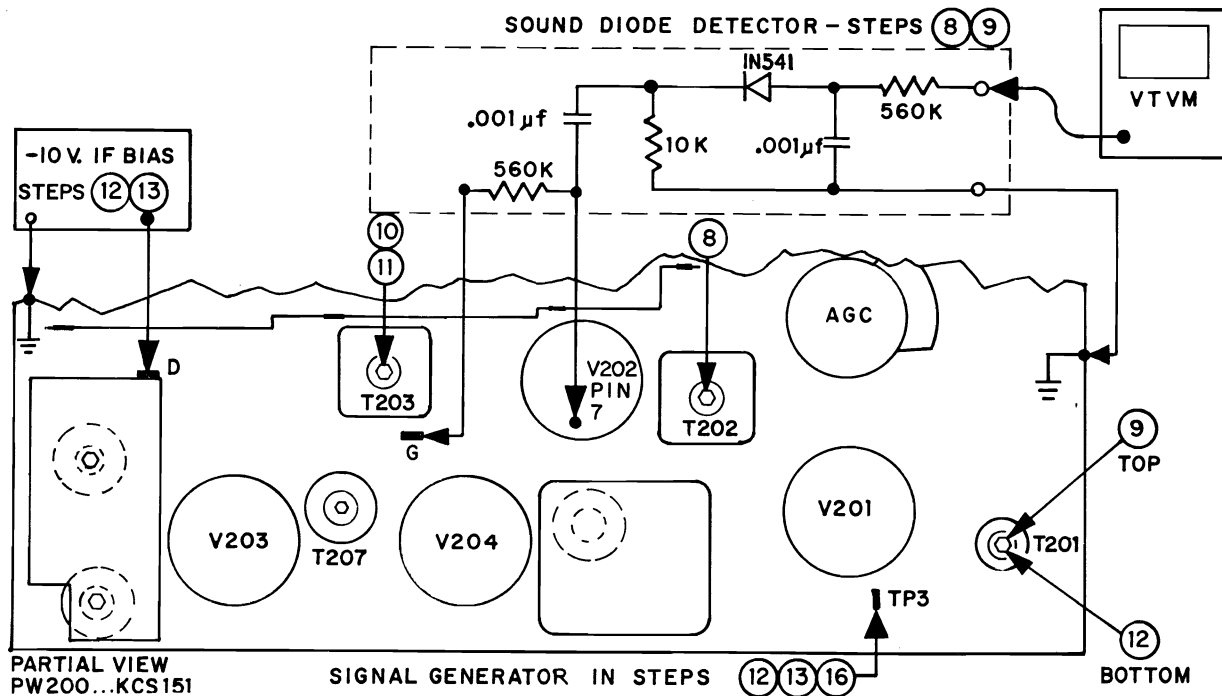 SOUND DIODE DETECTOR – STEPS 8 9
IN541
560K
VTVM
.001µf
10K
.001µf
560K
-10 V. IF BIAS
STEPS 12 13
10
11
8
D
T203
G
V202
PIN
7
T202
AGC
V203
T207
V204
V201
9
TOP
T201
TP3
12
BOTTOM
PARTIAL VIEW
PW200...KCS151
SIGNAL GENERATOR IN STEPS 12 13 16